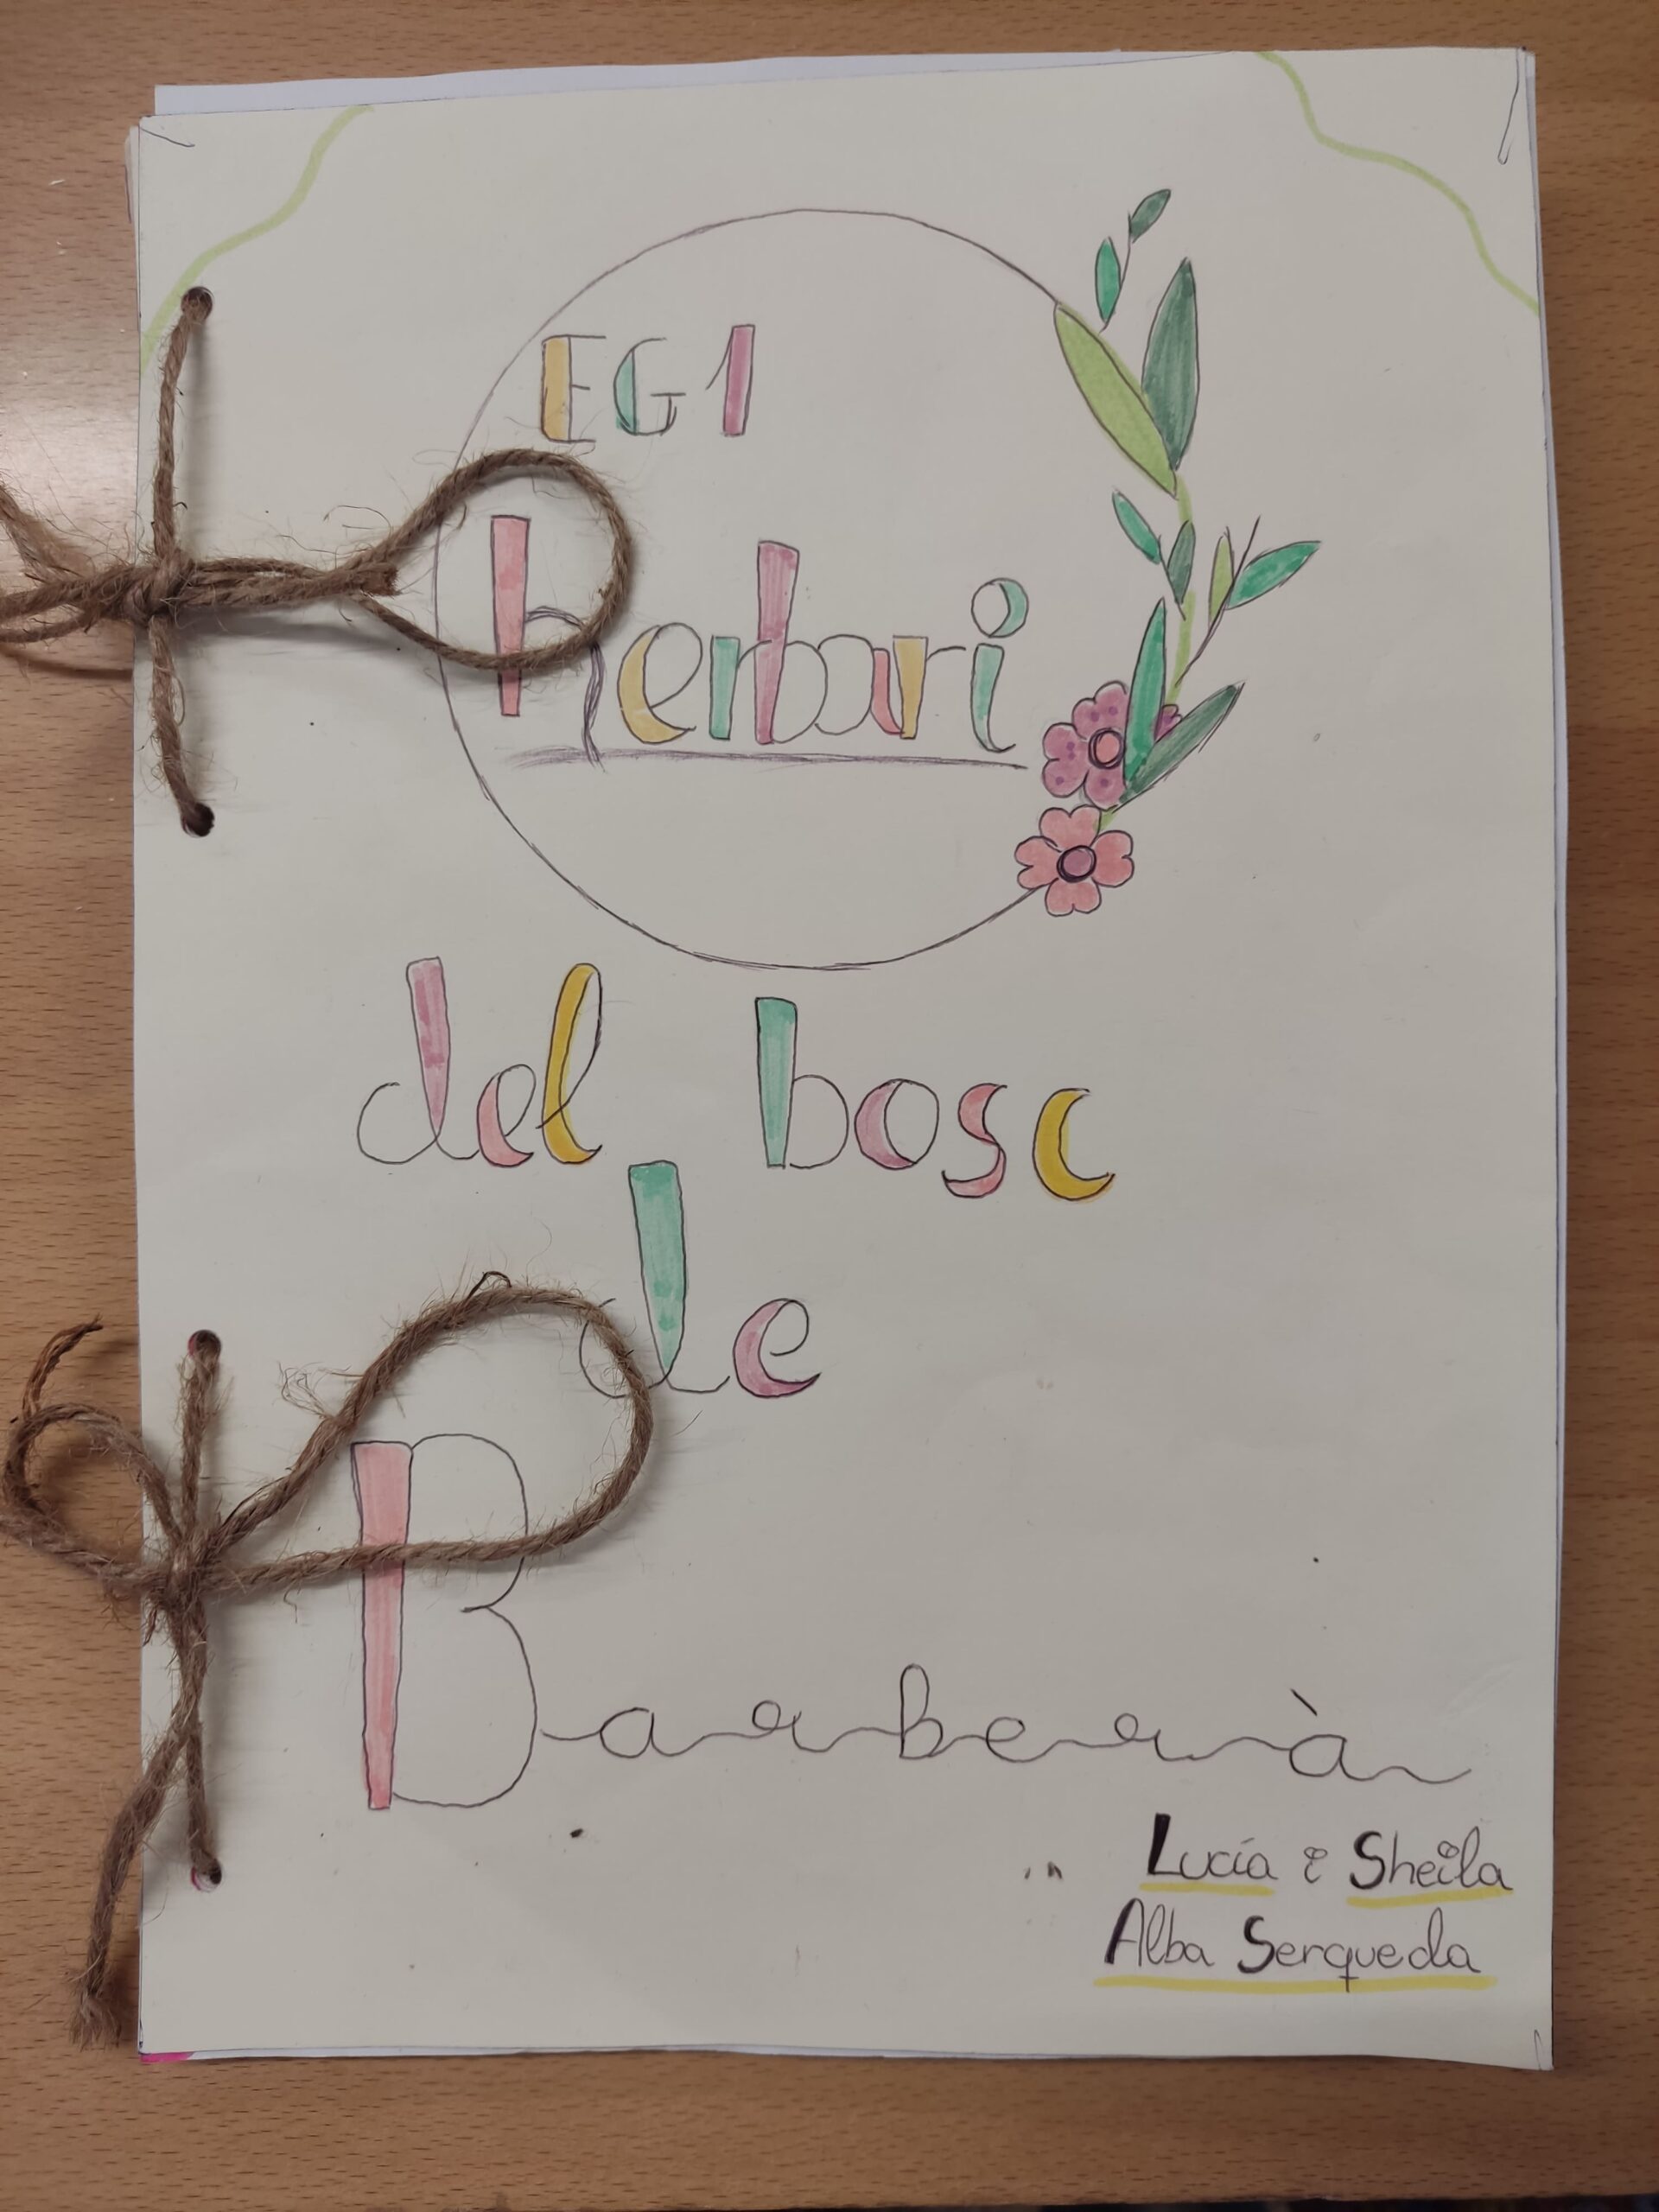 EG1
herbari
del bosc
de
Barberà
Lucía i Sheila
Alba Serqueda